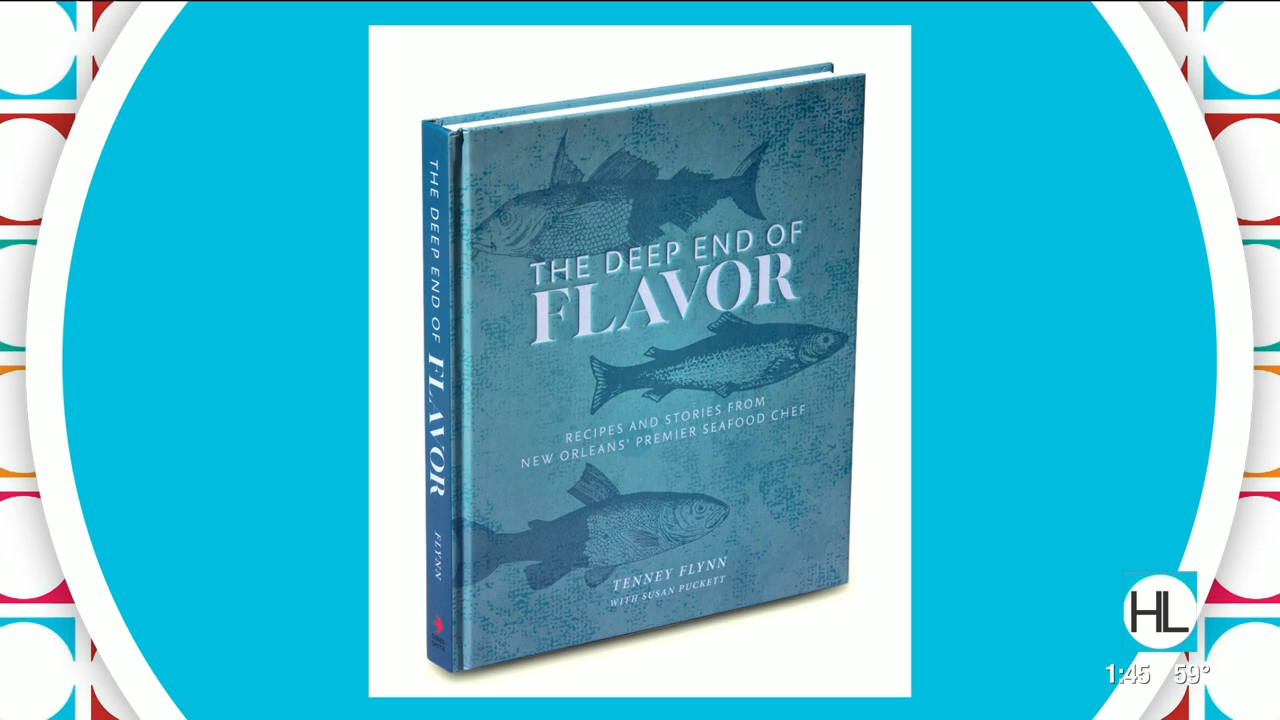 THE DEEP END OF FLAVOR
FLYNN
THE DEEP END OF
FLAVOR
RECIPES AND STORIES FROM
NEW ORLEANS' PREMIER SEAFOOD CHEF
TENNEY FLYNN
WITH SUSAN PUCKETT
HL
1:45 59°